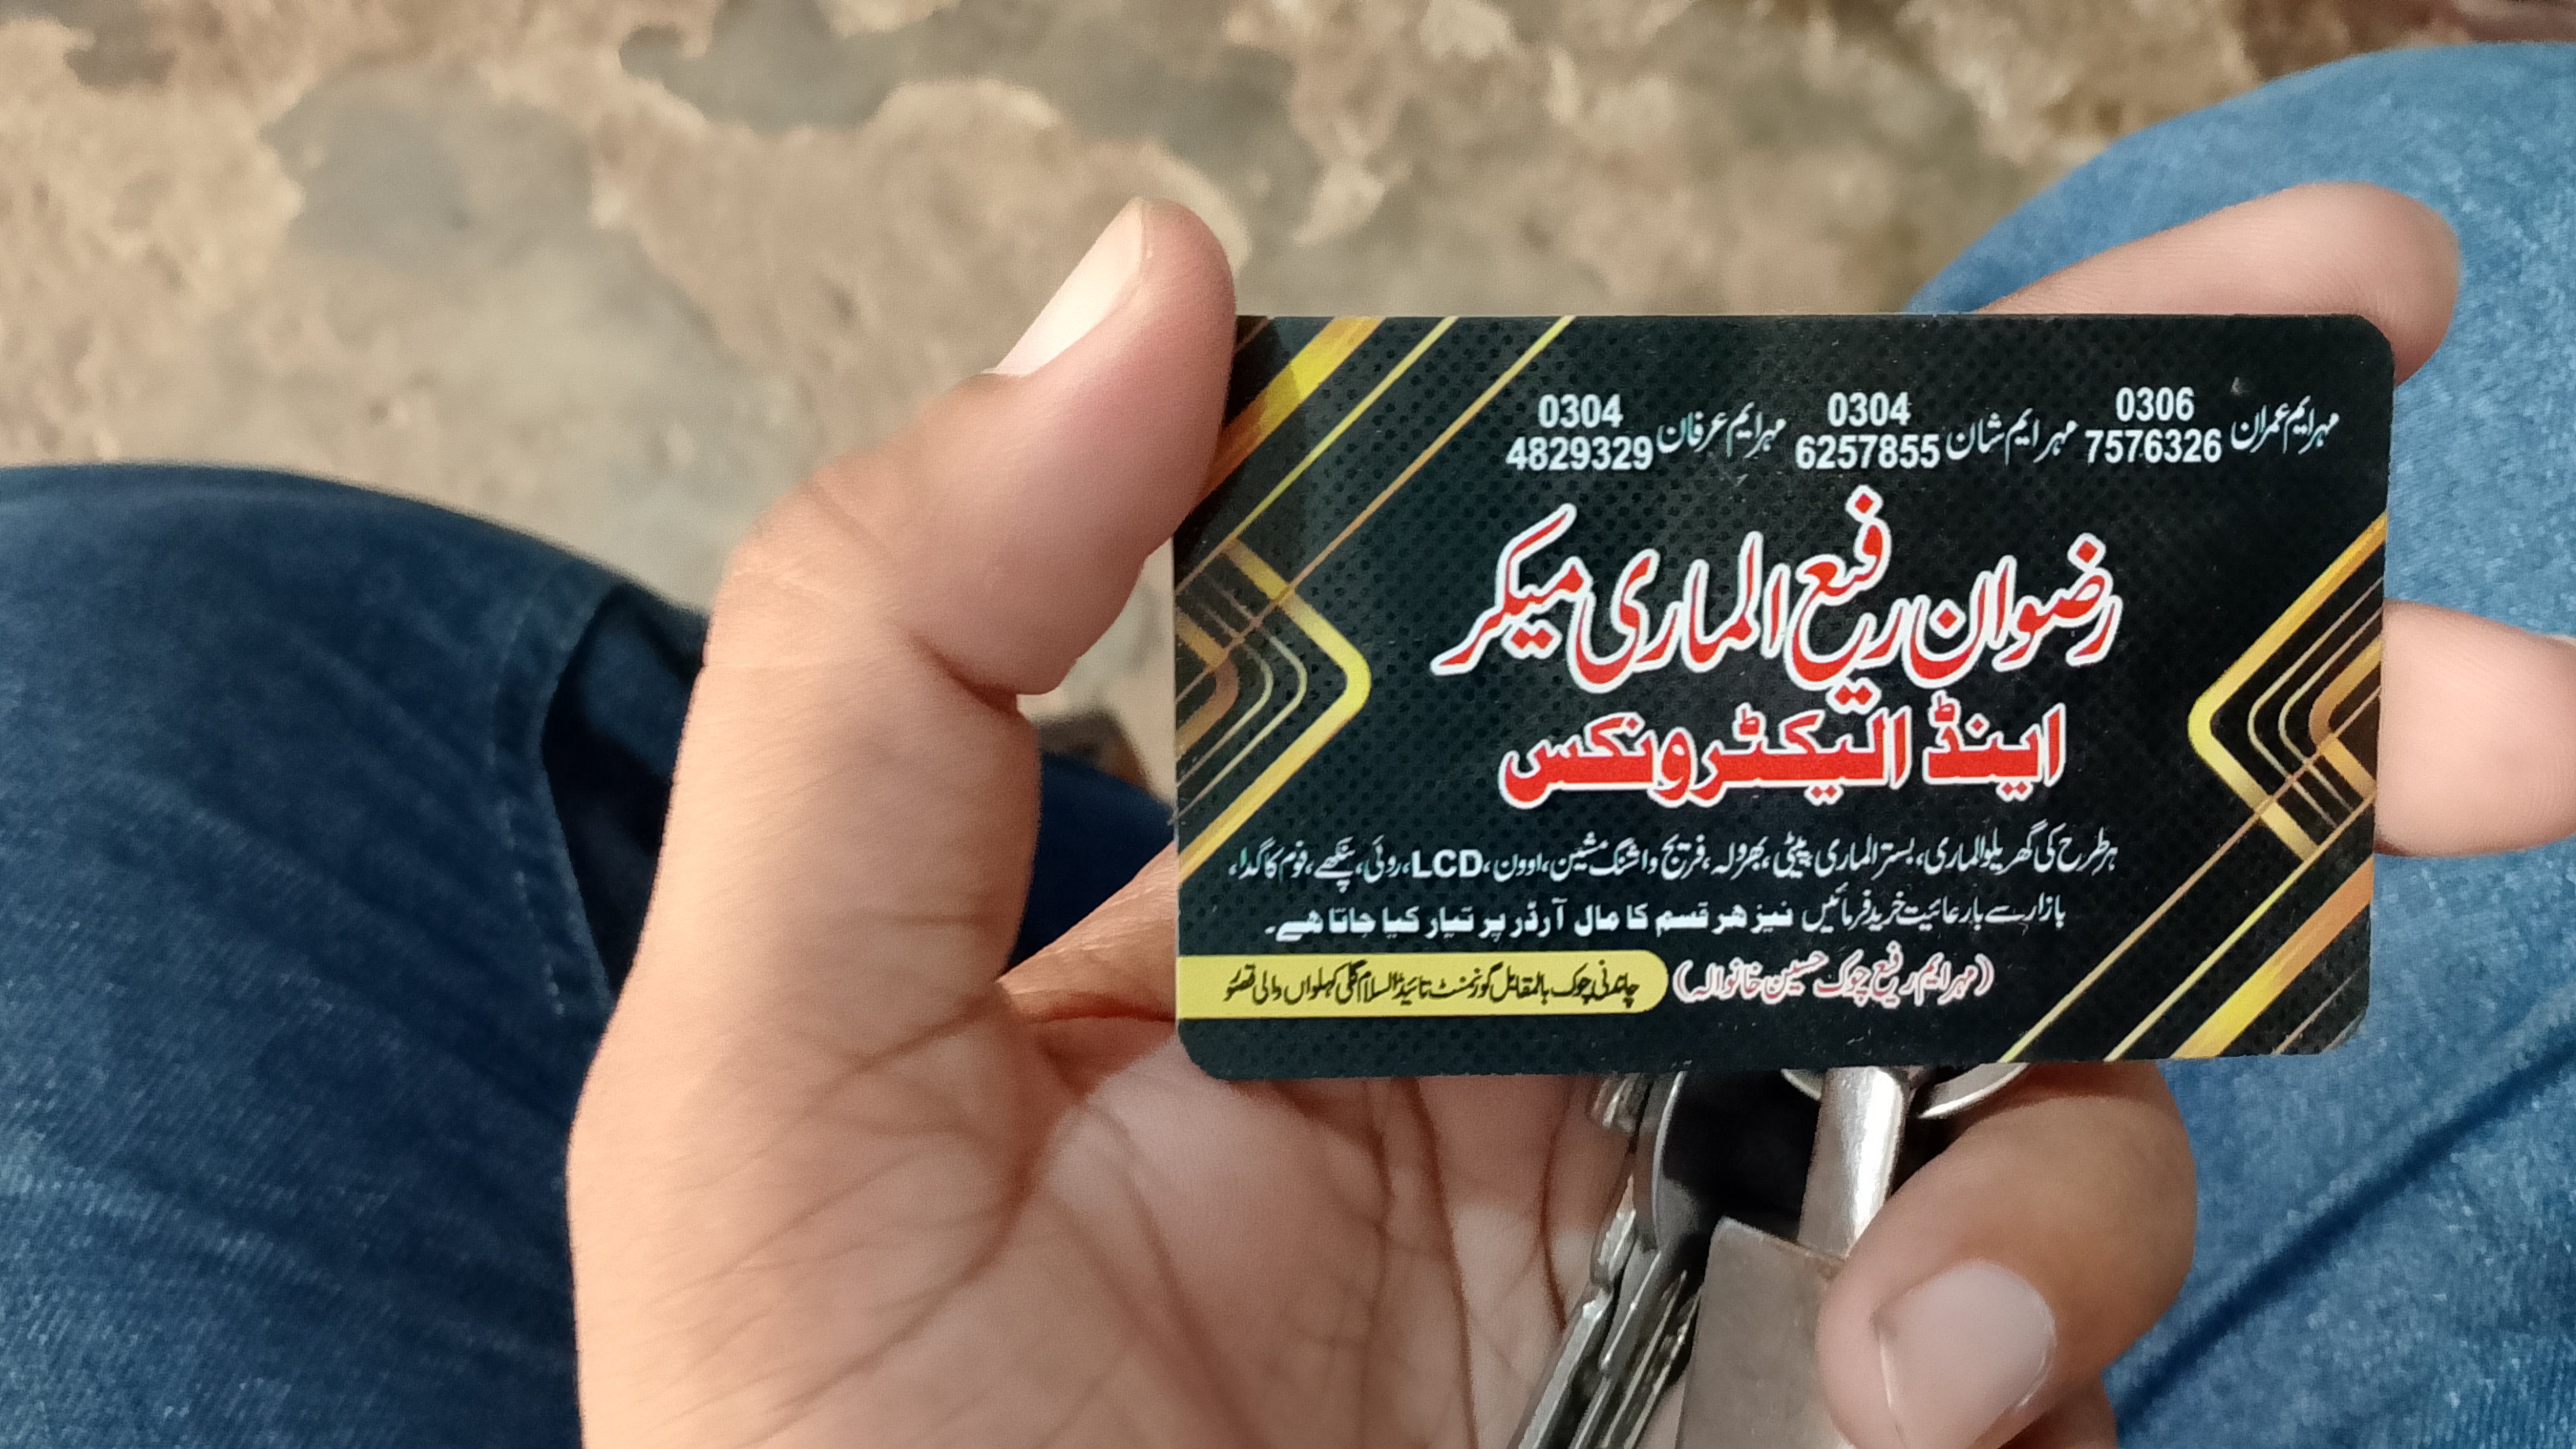 مہر ایم عمران 0306 7576326 مہر ایم شان 0304 6257855 مہر ایم عرفان 0304 4829329
رضوان رفیع الماری میکر
اینڈ الیکٹرونکس
ہر طرح کی گھریلو الماری، بستر الماری، پیٹی، بھڑولہ، فریج واشنگ مشین، اوون، LCD، روئی، پنکھے، فوم کا گدا،
بازار سے بارعائیت خرید فرمائیں نیز ہر قسم کا مال آرڈر پر تیار کیا جاتا ہے۔
(مہر ایم رفیع چوک حسین خانوالہ) چاندنی چوک بالمقابل گورنمنٹ تائیدالسلام گلی کہلواں والی قصور